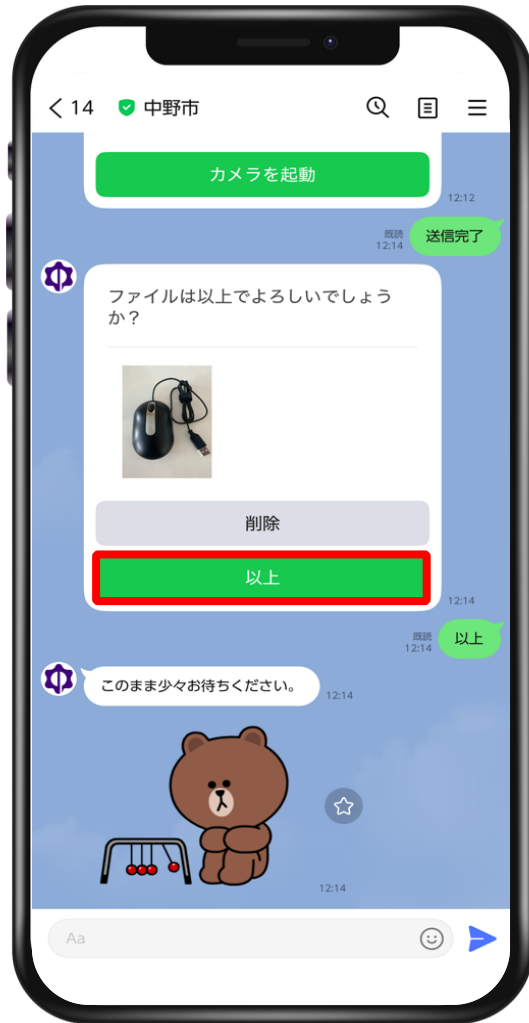 14 中野市
カメラを起動
12:12
既読
12:14
送信完了
ファイルは以上でよろしいでしょう
か？
削除
以上
12:14
既読
12:14
以上
このまま少々お待ちください。
12:14
12:14
Aa